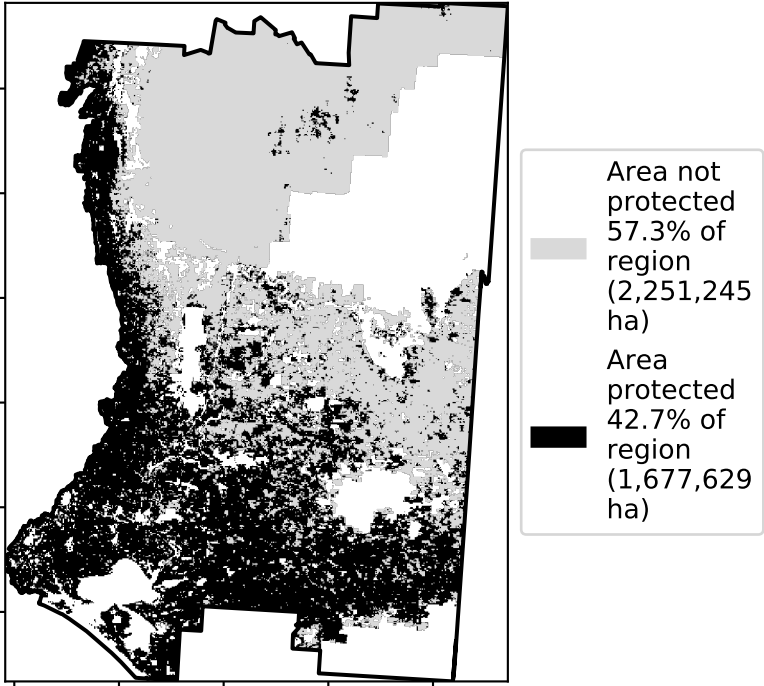 Area not
protected
57.3% of
region
(2,251,245
ha)
Area
protected
42.7% of
region
(1,677,629
ha)